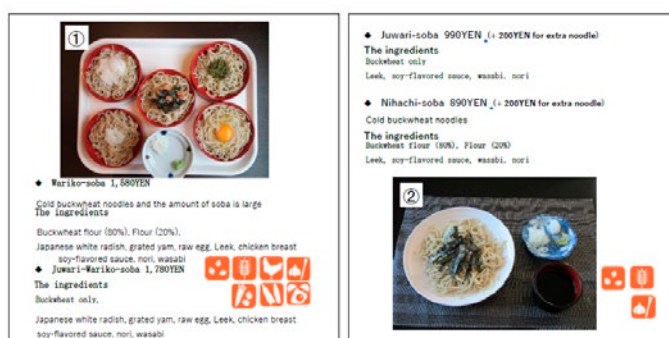 ①
◆ Wariko-soba 1,580YEN
Cold buckwheat noodles and the amount of soba is large
The ingredients
Buckwheat flour (80%), Flour (20%),
Japanese white radish, grated yam, raw egg, Leek, chicken breast
soy-flavored sauce, nori, wasabi
◆ Juwari-Wariko-soba 1,780YEN
The ingredients
Buckwheat only,
Japanese white radish, grated yam, raw egg, Leek, chicken breast
soy-flavored sauce, nori, wasabi
◆ Juwari-soba 990YEN (+ 200YEN for extra noodle)
The ingredients
Buckwheat only
Leek, soy-flavored sauce, wasabi, nori
◆ Nihachi-soba 890YEN (+ 200YEN for extra noodle)
Cold buckwheat noodles
The ingredients
Buckwheat flour (80%), Flour (20%)
Leek, soy-flavored sauce, wasabi, nori
②